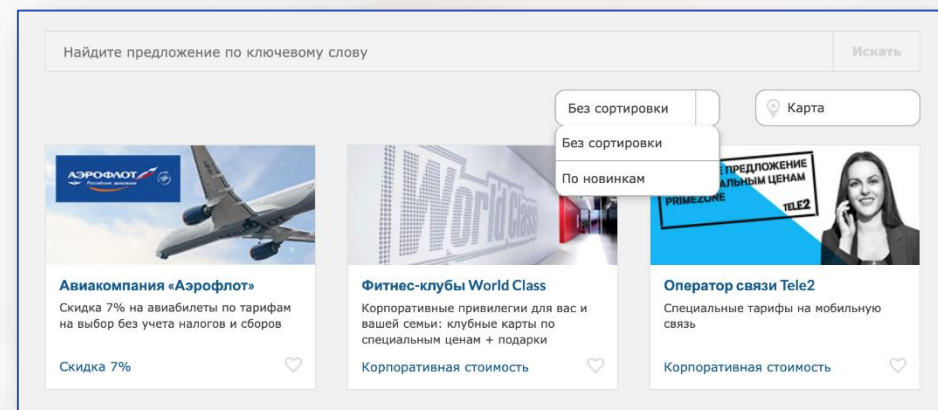 Найдите предложение по ключевому слову
Искать
Без сортировки
Карта
Без сортировки
По новинкам
АЭРОФЛОТ
Российские авиалинии
World Class
ПРЕДЛОЖЕНИЕ
АЛЬНЫМ ЦЕНАМ
PRIMEZONE
TELE2
Авиакомпания «Аэрофлот»
Скидка 7% на авиабилеты по тарифам
на выбор без учета налогов и сборов
Скидка 7%
Фитнес-клубы World Class
Корпоративные привилегии для вас и
вашей семьи: клубные карты по
специальным ценам + подарки
Корпоративная стоимость
Оператор связи Tele2
Специальные тарифы на мобильную
связь
Корпоративная стоимость